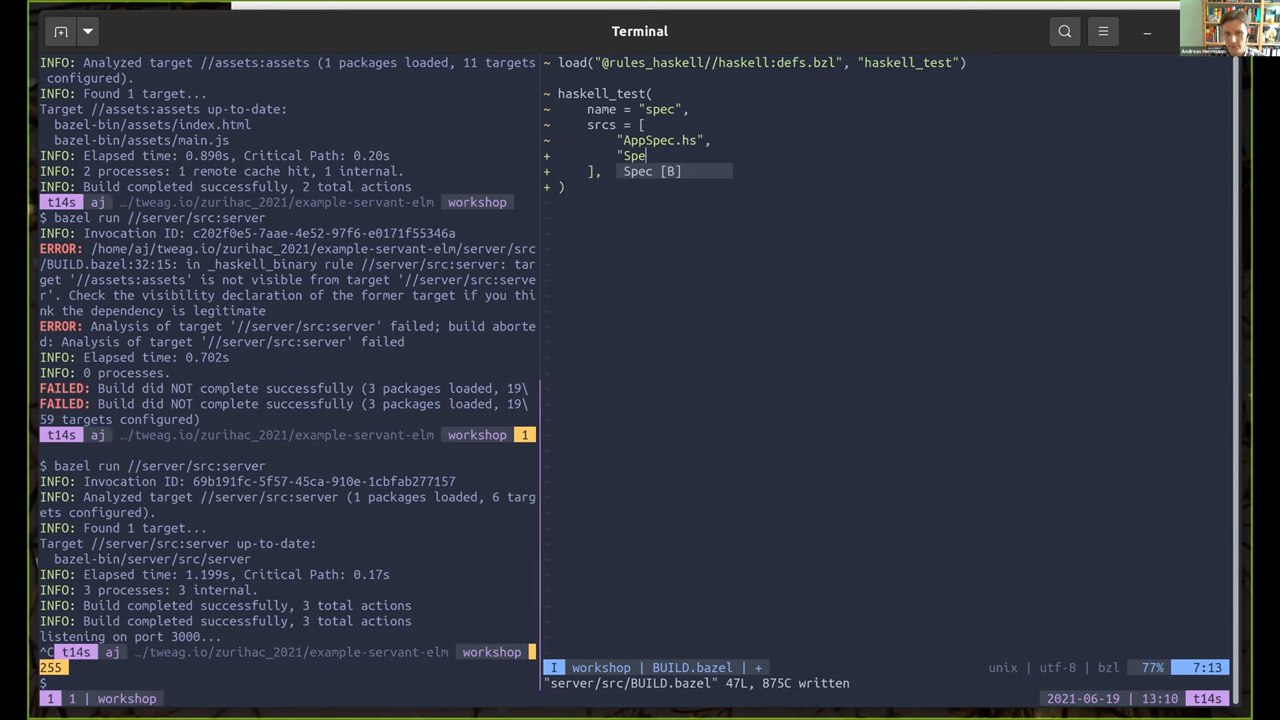 Terminal
Andreas Herrmann
INFO: Analyzed target //assets:assets (1 packages loaded, 11 targets
configured).
INFO: Found 1 target...
Target //assets:assets up-to-date:
bazel-bin/assets/index.html
bazel-bin/assets/main.js
INFO: Elapsed time: 0.890s, Critical Path: 0.20s
INFO: 2 processes: 1 remote cache hit, 1 internal.
INFO: Build completed successfully, 2 total actions
t14s aj …/tweag.io/zurihac_2021/example-servant-elm workshop
$ bazel run //server/src:server
INFO: Invocation ID: c202f0e5-7aae-4e52-97f6-e0171f55346a
ERROR: /home/aj/tweag.io/zurihac_2021/example-servant-elm/server/src
/BUILD.bazel:32:15: in _haskell_binary rule //server/src:server: tar
get '//assets:assets' is not visible from target '//server/src:serve
r'. Check the visibility declaration of the former target if you thi
nk the dependency is legitimate
ERROR: Analysis of target '//server/src:server' failed; build aborte
d: Analysis of target '//server/src:server' failed
INFO: Elapsed time: 0.702s
INFO: 0 processes.
FAILED: Build did NOT complete successfully (3 packages loaded, 19\
FAILED: Build did NOT complete successfully (3 packages loaded, 19\
59 targets configured)
t14s aj …/tweag.io/zurihac_2021/example-servant-elm workshop 1
$ bazel run //server/src:server
INFO: Invocation ID: 69b191fc-5f57-45ca-910e-1cbfab277157
INFO: Analyzed target //server/src:server (1 packages loaded, 6 targ
ets configured).
INFO: Found 1 target...
Target //server/src:server up-to-date:
bazel-bin/server/src/server
INFO: Elapsed time: 1.199s, Critical Path: 0.17s
INFO: 3 processes: 3 internal.
INFO: Build completed successfully, 3 total actions
INFO: Build completed successfully, 3 total actions
listening on port 3000...
^C t14s aj …/tweag.io/zurihac_2021/example-servant-elm workshop
255
$
~ load("@rules_haskell//haskell:defs.bzl", "haskell_test")
~ haskell_test(
~ name = "spec",
~ srcs = [
~ "AppSpec.hs",
+ "Spe
+ ], Spec [B]
+ )
I workshop | BUILD.bazel | + unix | utf-8 | bzl 77% 7:13
"server/src/BUILD.bazel" 47L, 875C written
1 1 | workshop 2021-06-19 | 13:10 t14s